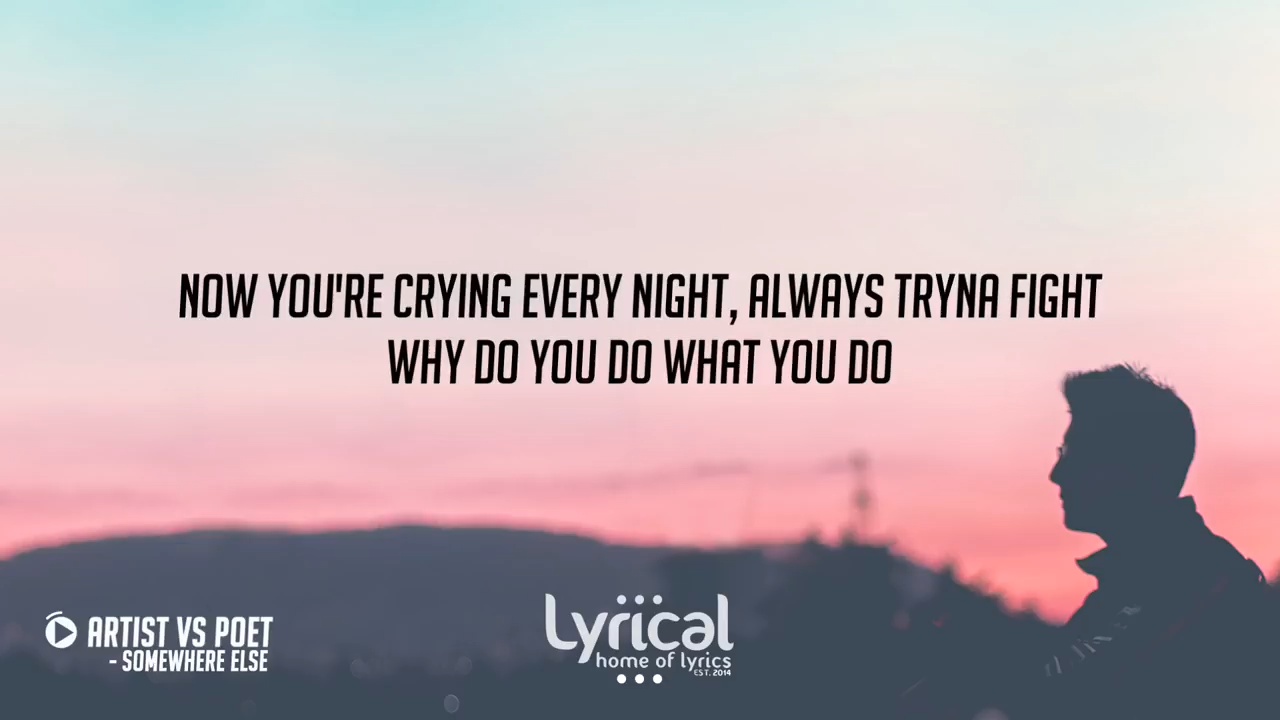 NOW YOU'RE CRYING EVERY NIGHT, ALWAYS TRYNA FIGHT
WHY DO YOU DO WHAT YOU DO
ARTIST VS POET
- SOMEWHERE ELSE
Lyrical
home of lyrics
EST. 2014